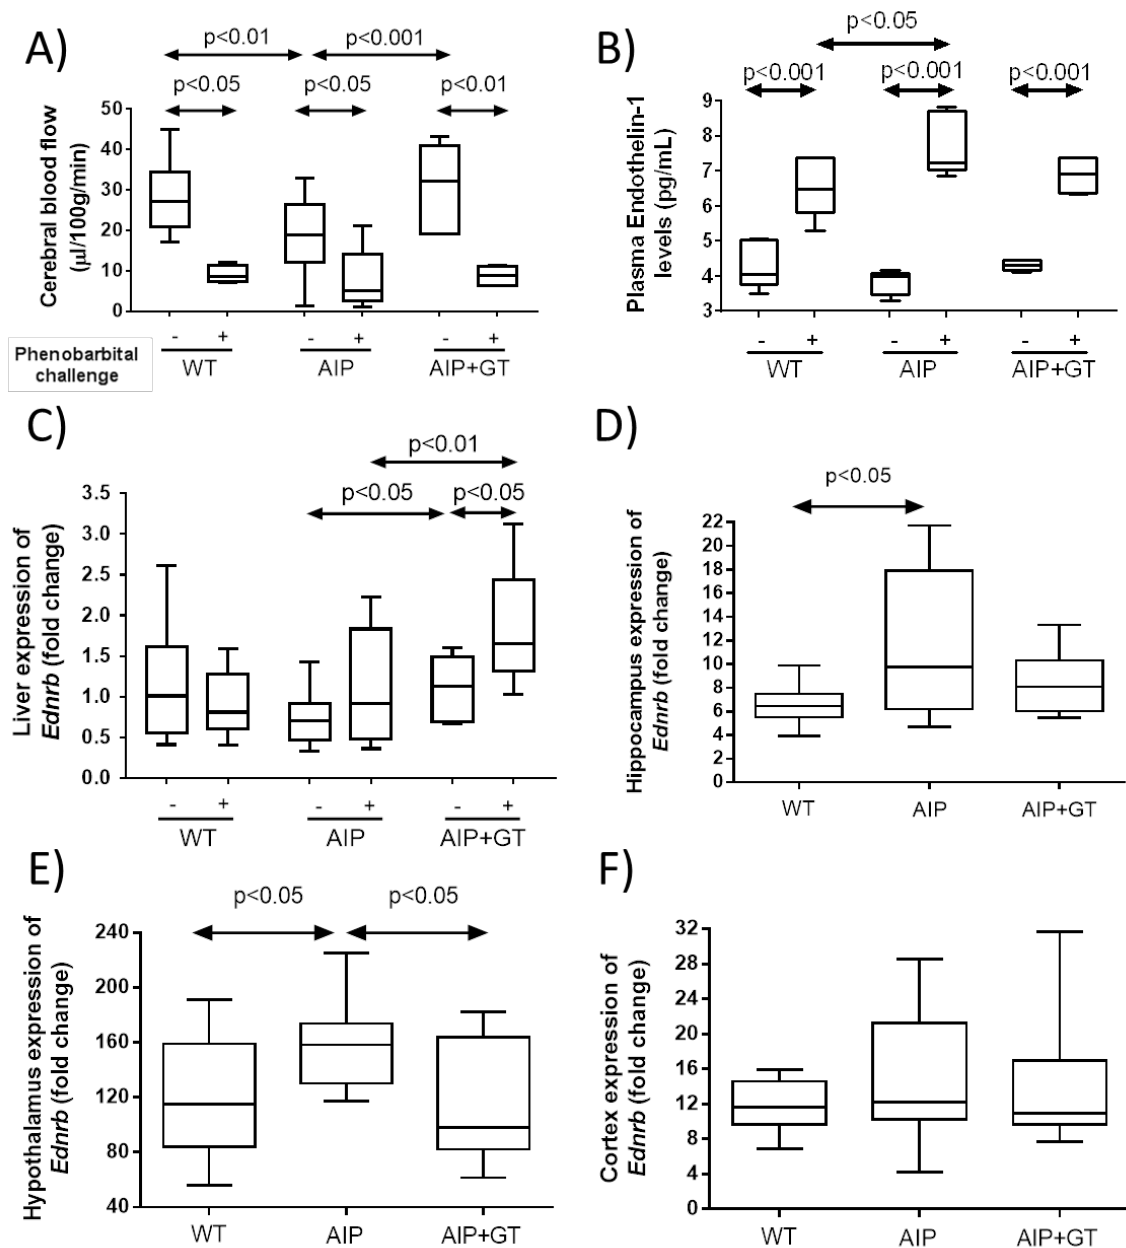 A)
p<0.01
p<0.001
p<0.05
p<0.05
p<0.01
Cerebral blood flow
(µl/100g/min)
50
40
30
20
10
0
- + - + - +
Phenobarbital
challenge
WT AIP AIP+GT
B)
p<0.05
p<0.001
p<0.001
p<0.001
Plasma Endothelin-1
levels (pg/mL)
9
8
7
6
5
4
3
- + - + - +
WT AIP AIP+GT
C)
p<0.01
p<0.05
p<0.05
Liver expression of
Ednrb (fold change)
3.5
3.0
2.5
2.0
1.5
1.0
0.5
0.0
- + - + - +
WT AIP AIP+GT
D)
p<0.05
Hippocampus expression of
Ednrb (fold change)
22
20
18
16
14
12
10
8
6
4
2
0
WT AIP AIP+GT
E)
p<0.05
p<0.05
Hypothalamus expression of
Ednrb (fold change)
240
200
160
120
80
40
WT AIP AIP+GT
F)
Cortex expression of
Ednrb (fold change)
32
28
24
20
16
12
8
4
0
WT AIP AIP+GT